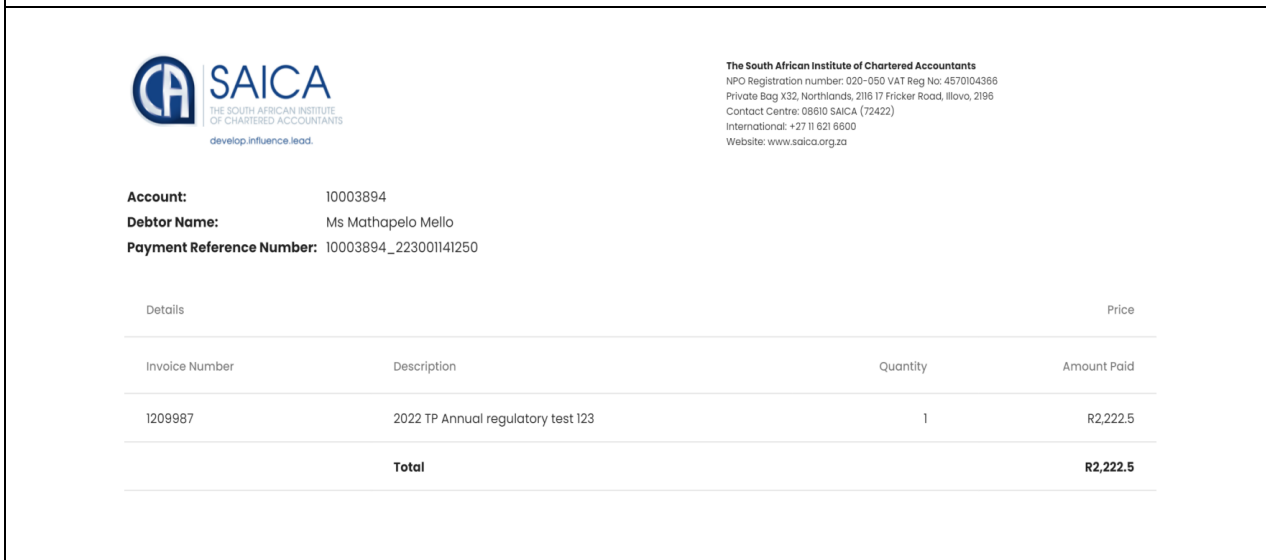 CA
SAICA
THE SOUTH AFRICAN INSTITUTE
OF CHARTERED ACCOUNTANTS
develop.influence.lead.
The South African Institute of Chartered Accountants
NPO Registration number: 020-050 VAT Reg No: 4570104366
Private Bag X32, Northlands, 2116 17 Fricker Road, Illovo, 2196
Contact Centre: 08610 SAICA (72422)
International: +27 11 621 6600
Website: www.saica.org.za
Account: 10003894
Debtor Name: Ms Mathapelo Mello
Payment Reference Number: 10003894_223001141250
Details Price
Invoice Number Description Quantity Amount Paid
1209987 2022 TP Annual regulatory test 123 1 R2,222.5
Total R2,222.5